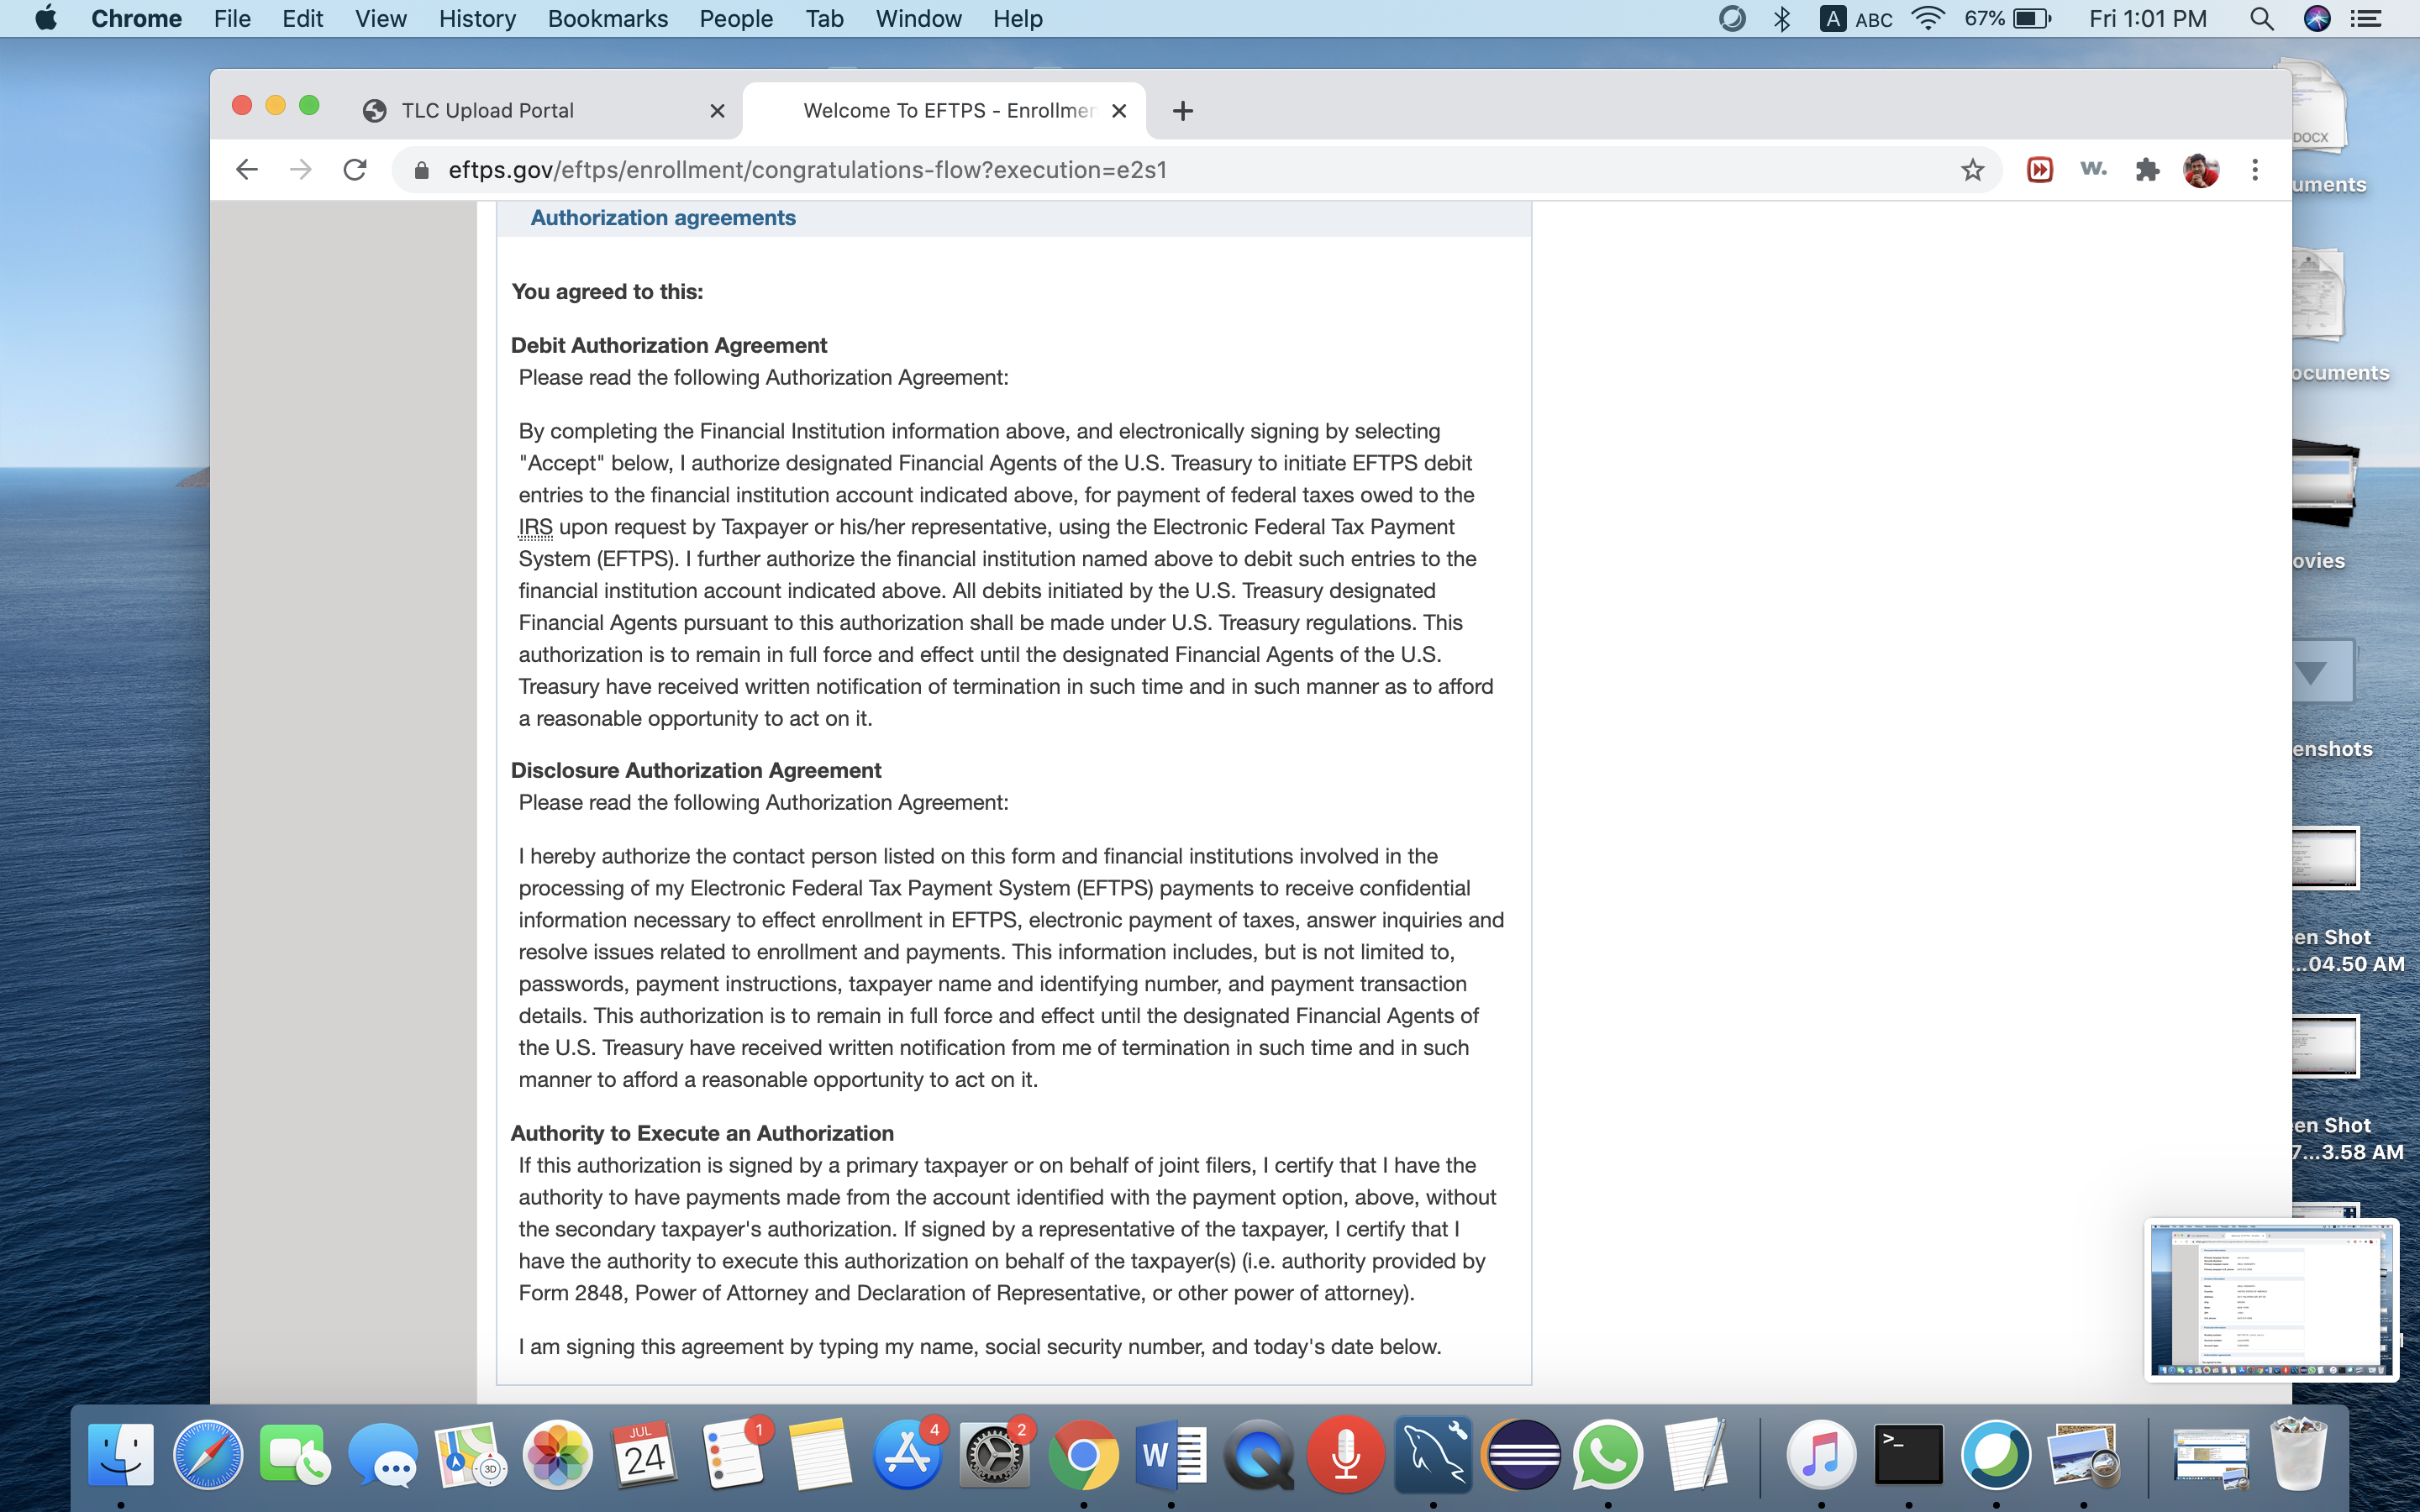 Chrome File Edit View History Bookmarks People Tab Window Help A ABC 67% Fri 1:01 PM
TLC Upload Portal Welcome To EFTPS - Enrollmen
eftps.gov/eftps/enrollment/congratulations-flow?execution=e2s1 w.
Authorization agreements
You agreed to this:
Debit Authorization Agreement
Please read the following Authorization Agreement:
By completing the Financial Institution information above, and electronically signing by selecting
"Accept" below, I authorize designated Financial Agents of the U.S. Treasury to initiate EFTPS debit
entries to the financial institution account indicated above, for payment of federal taxes owed to the
IRS upon request by Taxpayer or his/her representative, using the Electronic Federal Tax Payment
System (EFTPS). I further authorize the financial institution named above to debit such entries to the
financial institution account indicated above. All debits initiated by the U.S. Treasury designated
Financial Agents pursuant to this authorization shall be made under U.S. Treasury regulations. This
authorization is to remain in full force and effect until the designated Financial Agents of the U.S.
Treasury have received written notification of termination in such time and in such manner as to afford
a reasonable opportunity to act on it.
Disclosure Authorization Agreement
Please read the following Authorization Agreement:
I hereby authorize the contact person listed on this form and financial institutions involved in the
processing of my Electronic Federal Tax Payment System (EFTPS) payments to receive confidential
information necessary to effect enrollment in EFTPS, electronic payment of taxes, answer inquiries and
resolve issues related to enrollment and payments. This information includes, but is not limited to,
passwords, payment instructions, taxpayer name and identifying number, and payment transaction
details. This authorization is to remain in full force and effect until the designated Financial Agents of
the U.S. Treasury have received written notification from me of termination in such time and in such
manner to afford a reasonable opportunity to act on it.
Authority to Execute an Authorization
If this authorization is signed by a primary taxpayer or on behalf of joint filers, I certify that I have the
authority to have payments made from the account identified with the payment option, above, without
the secondary taxpayer's authorization. If signed by a representative of the taxpayer, I certify that I
have the authority to execute this authorization on behalf of the taxpayer(s) (i.e. authority provided by
Form 2848, Power of Attorney and Declaration of Representative, or other power of attorney).
I am signing this agreement by typing my name, social security number, and today's date below.
DOCX
uments
ocuments
ovies
enshots
en Shot
...04.50 AM
en Shot
7...3.58 AM
3D JUL 24 1 4 2 W >_